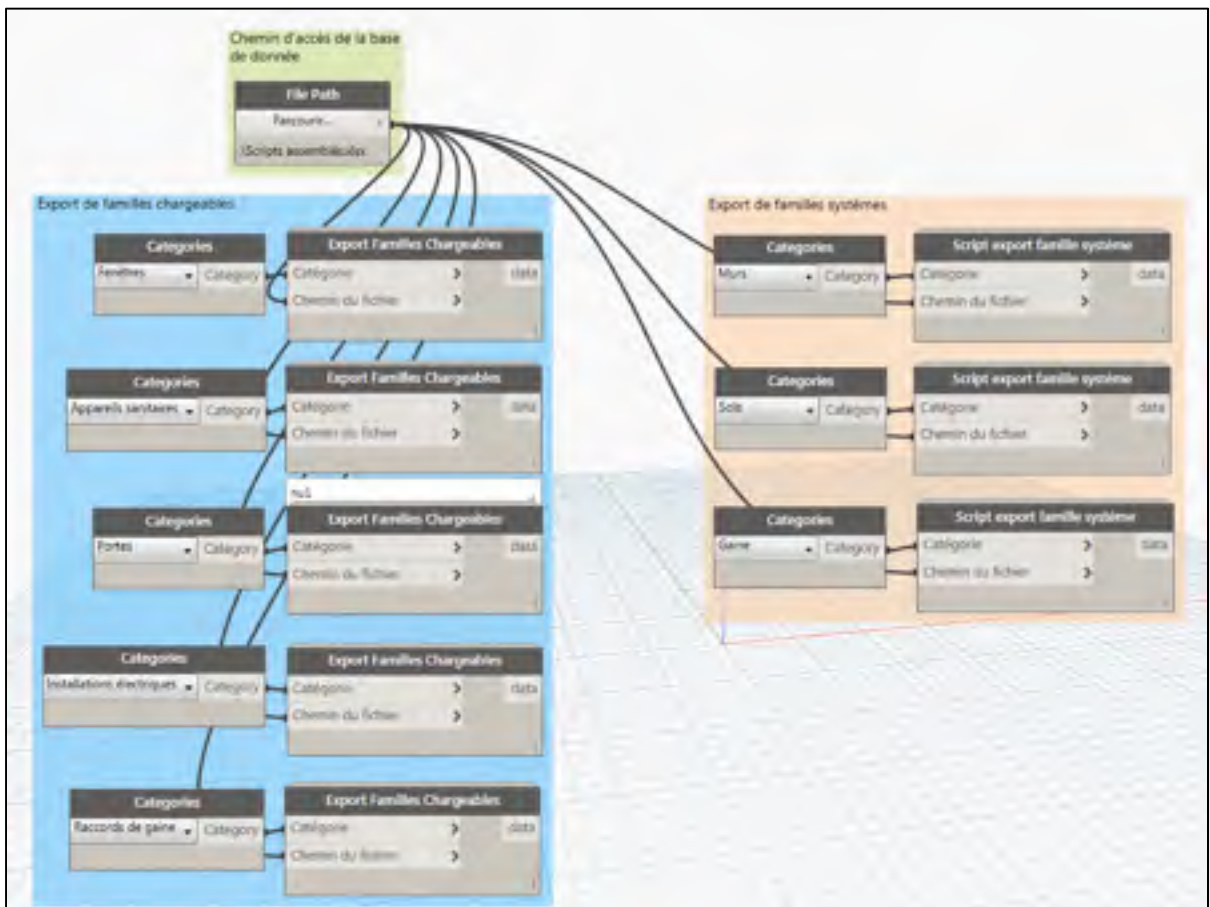 Chemin d'accès de la base
de donnée
File Path
Parcourir...
Export de familles chargeables
Categories
Fenêtres
Category
Export Familles Chargeables
Catégorie
data
Chemin du fichier
Categories
Appareils sanitaires
Category
Export Familles Chargeables
Catégorie
data
Chemin du fichier
null
Categories
Portes
Category
Export Familles Chargeables
Catégorie
data
Chemin du fichier
Categories
Installations électriques
Category
Export Familles Chargeables
Catégorie
data
Chemin du fichier
Categories
Raccords de gaine
Category
Export Familles Chargeables
Catégorie
data
Chemin du fichier
Export de familles systèmes
Categories
Murs
Category
Script export famille système
Catégorie
data
Chemin du fichier
Categories
Sols
Category
Script export famille système
Catégorie
data
Chemin du fichier
Categories
Gaine
Category
Script export famille système
Catégorie
data
Chemin du fichier